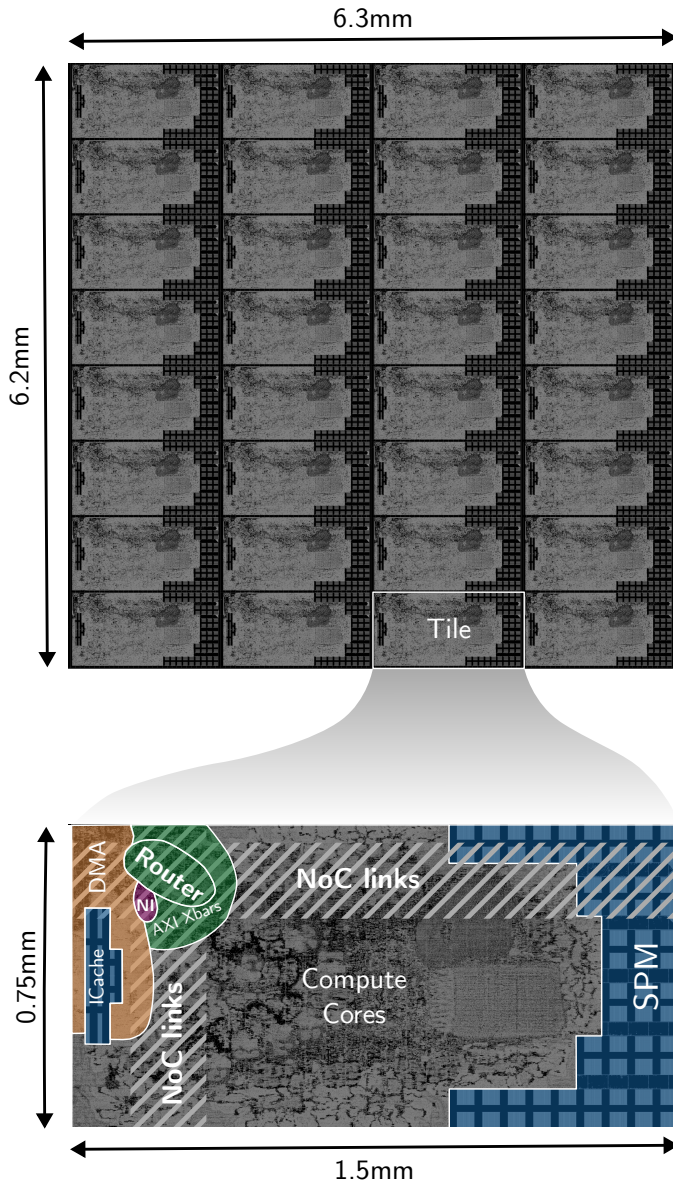 6.3mm
6.2mm
Tile
DMA
Router
NoC links
NI
AXI Xbars
ICache
Compute
Cores
SPM
0.75mm
NoC links
1.5mm